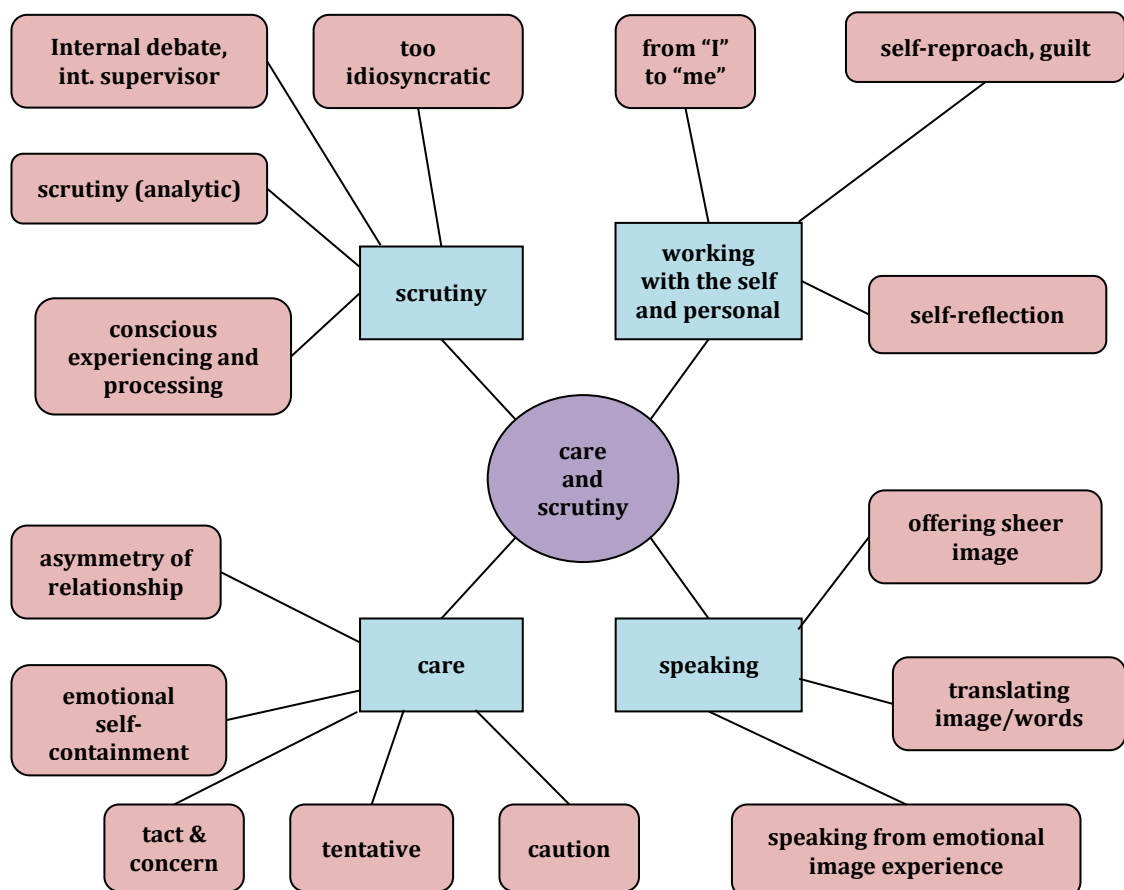 Internal debate,
int. supervisor
too
idiosyncratic
from “I”
to “me”
self-reproach, guilt
scrutiny (analytic)
scrutiny
working
with the self
and personal
conscious
experiencing and
processing
self-reflection
care
and
scrutiny
asymmetry of
relationship
offering sheer
image
care
speaking
emotional
self-
containment
translating
image/words
tact &
concern
tentative
caution
speaking from emotional
image experience